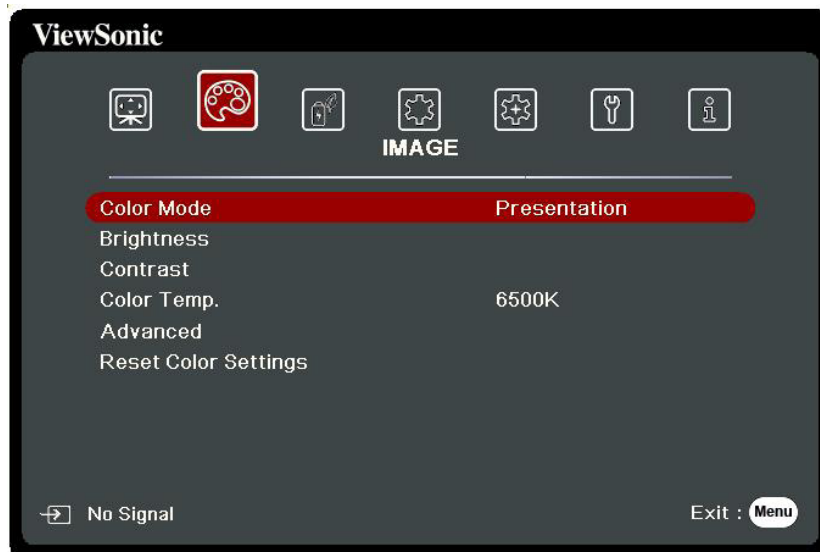 ViewSonic
IMAGE
Color Mode Presentation
Brightness
Contrast
Color Temp. 6500K
Advanced
Reset Color Settings
No Signal Exit : Menu